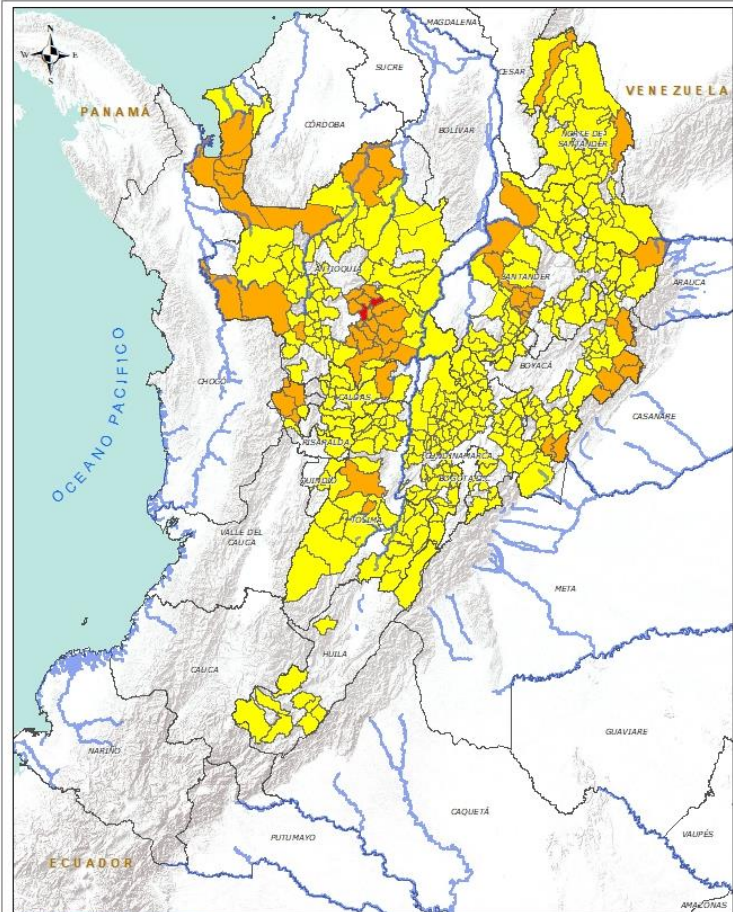 MAGDALENA
N
W
E
S
SUCRE
CESAR
VENEZUELA
PANAMÁ
CÓRDOBA
BOLÍVAR
NORTE DE
SANTANDER
ANTIOQUIA
SANTANDER
ARAUCA
CHOCÓ
BOYACÁ
OCEANO PACIFICO
CALDAS
CASANARE
RISARALDA
CUNDINAMARCA
QUINDIO
BOGOTÁ
TOLIMA
VALLE DEL
CAUCA
META
HUILA
CAUCA
NARIÑO
GUAVIARE
CAQUETÁ
PUTUMAYO
VAUPÉS
ECUADOR
AMAZONAS